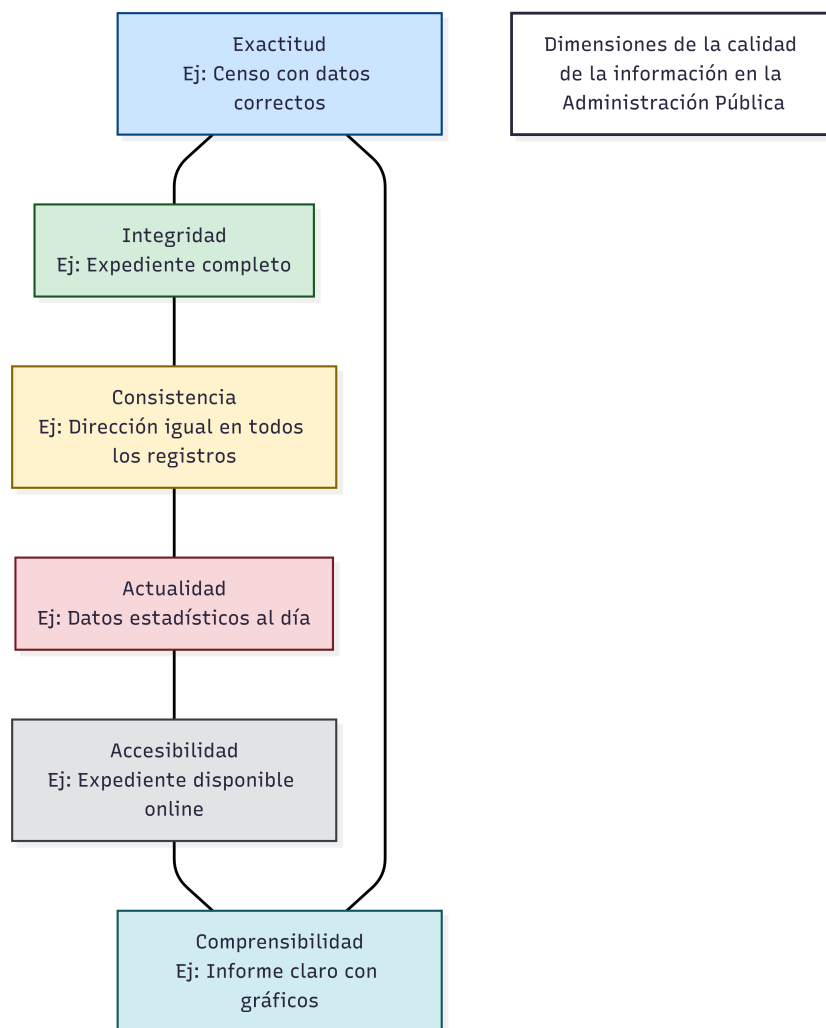 Exactitud
Ej: Censo con datos
correctos
Dimensiones de la calidad
de la información en la
Administración Pública
Integridad
Ej: Expediente completo
Consistencia
Ej: Dirección igual en todos
los registros
Actualidad
Ej: Datos estadísticos al día
Accesibilidad
Ej: Expediente disponible
online
Comprensibilidad
Ej: Informe claro con
gráficos